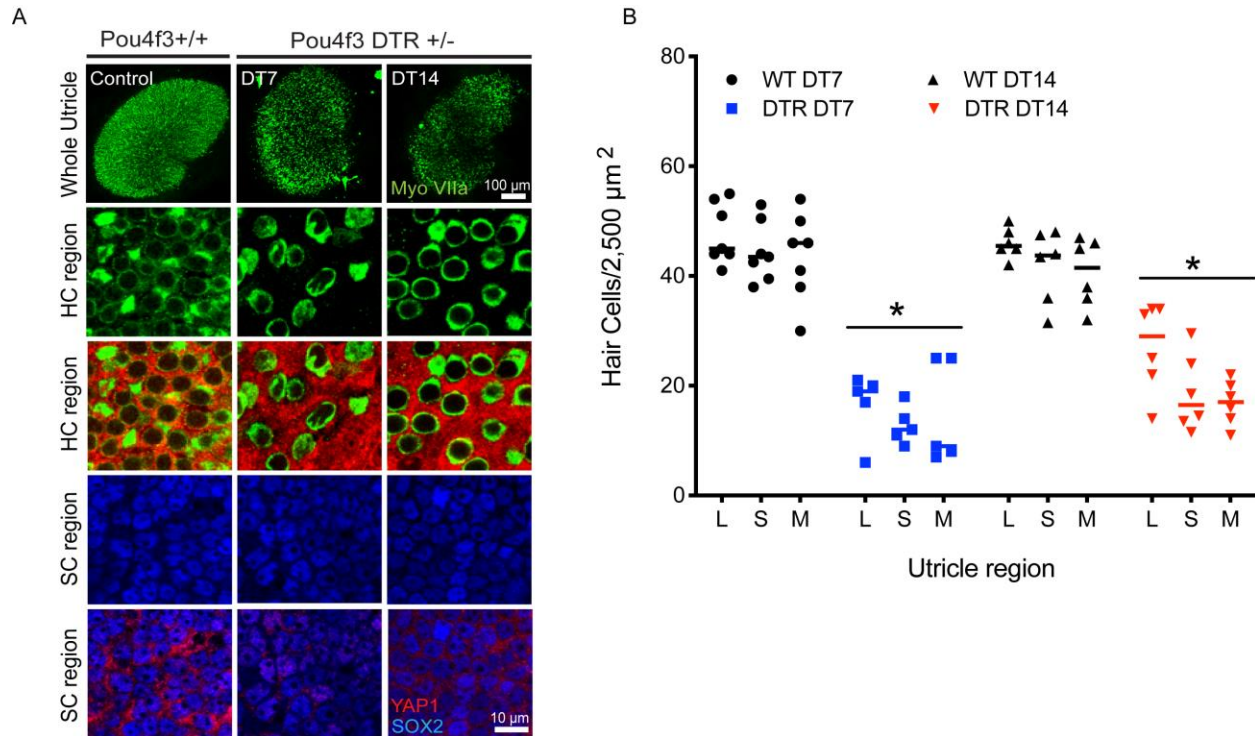 A
Pou4f3+/+
Pou4f3 DTR +/-
Control
DT7
DT14
Whole Utricle
Myo VIIa
100 µm
HC region
HC region
SC region
SC region
YAP1
SOX2
10 µm
B
WT DT7
WT DT14
DTR DT7
DTR DT14
Hair Cells/2,500 µm²
80
60
40
20
0
*
*
L S M L S M L S M L S M
Utricle region